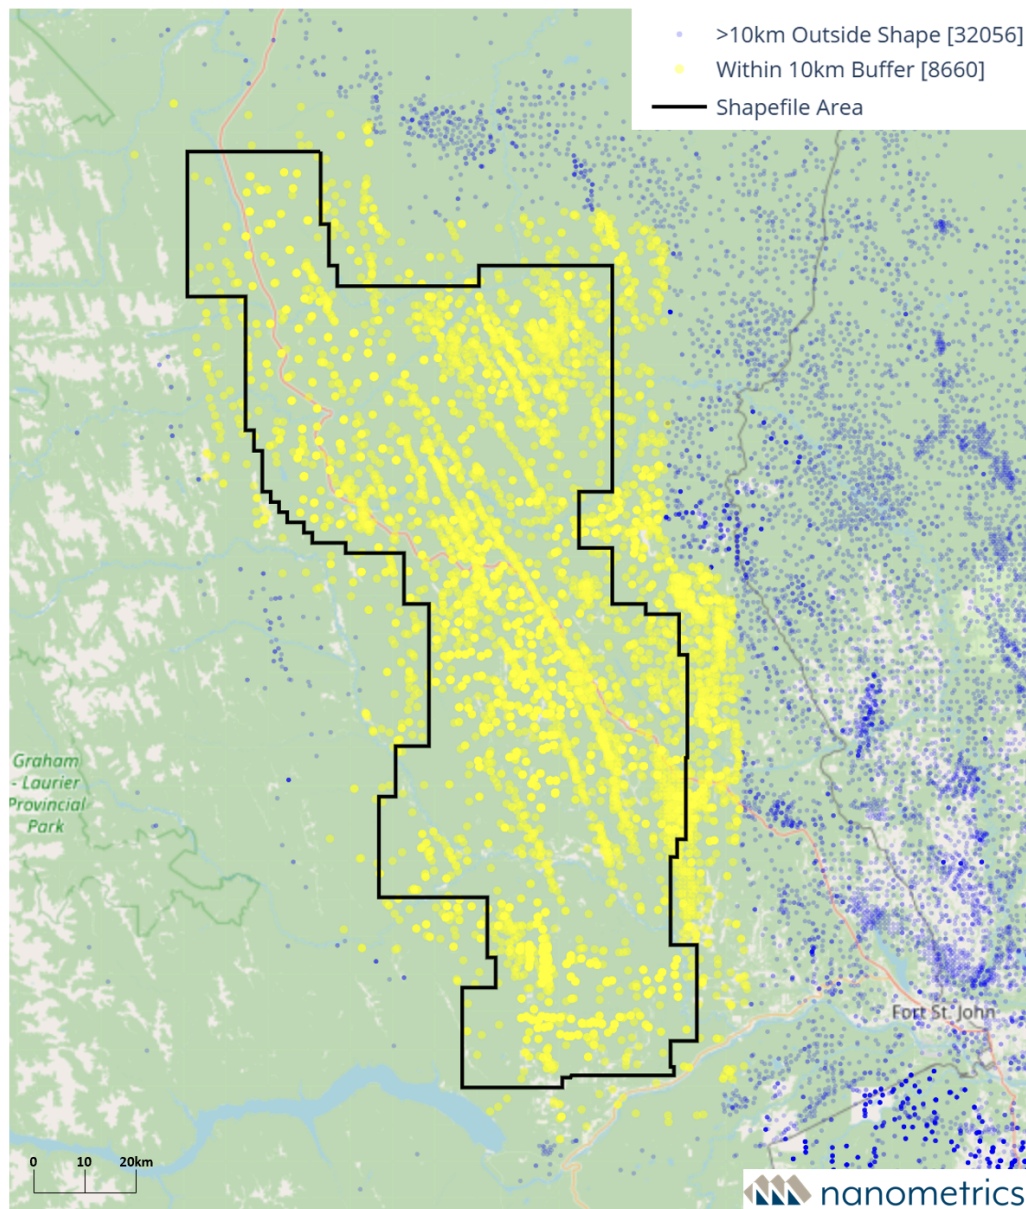 >10km Outside Shape [32056]
Within 10km Buffer [8660]
Shapefile Area
Graham
- Laurier
Provincial
Park
Fort St. John
0 10 20km
nanometrics